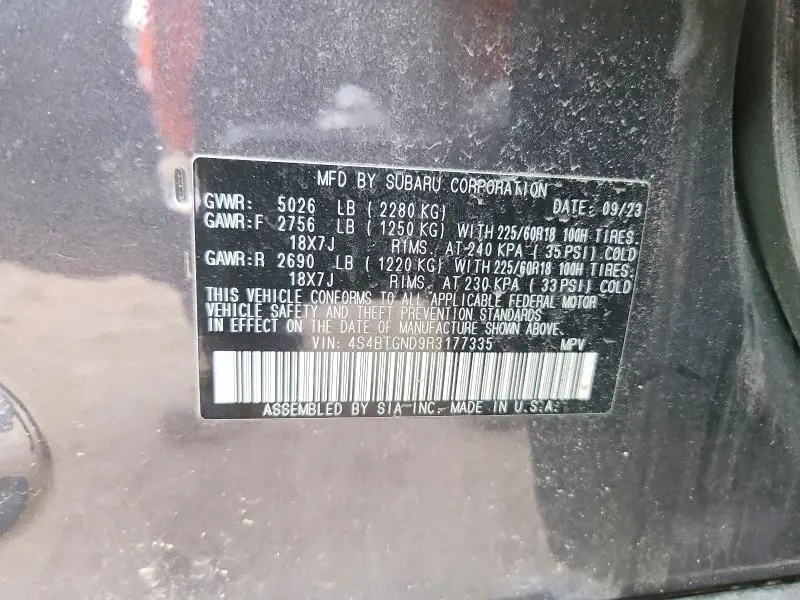 MFD BY SUBARU CORPORATION
GVWR: 5026 LB ( 2280 KG) DATE: 09/23
GAWR: F 2756 LB ( 1250 KG) WITH 225/60R18 100H TIRES.
18X7J RIMS. AT 240 KPA ( 35 PSI) COLD
GAWR: R 2690 LB ( 1220 KG) WITH 225/60R18 100H TIRES.
18X7J RIMS. AT 230 KPA ( 33 PSI) COLD
THIS VEHICLE CONFORMS TO ALL APPLICABLE FEDERAL MOTOR
VEHICLE SAFETY AND THEFT PREVENTION STANDARDS
IN EFFECT ON THE DATE OF MANUFACTURE SHOWN ABOVE.
VIN: 4S4BTGND9R3177335 MPV
ASSEMBLED BY SIA INC. MADE IN U.S.A.